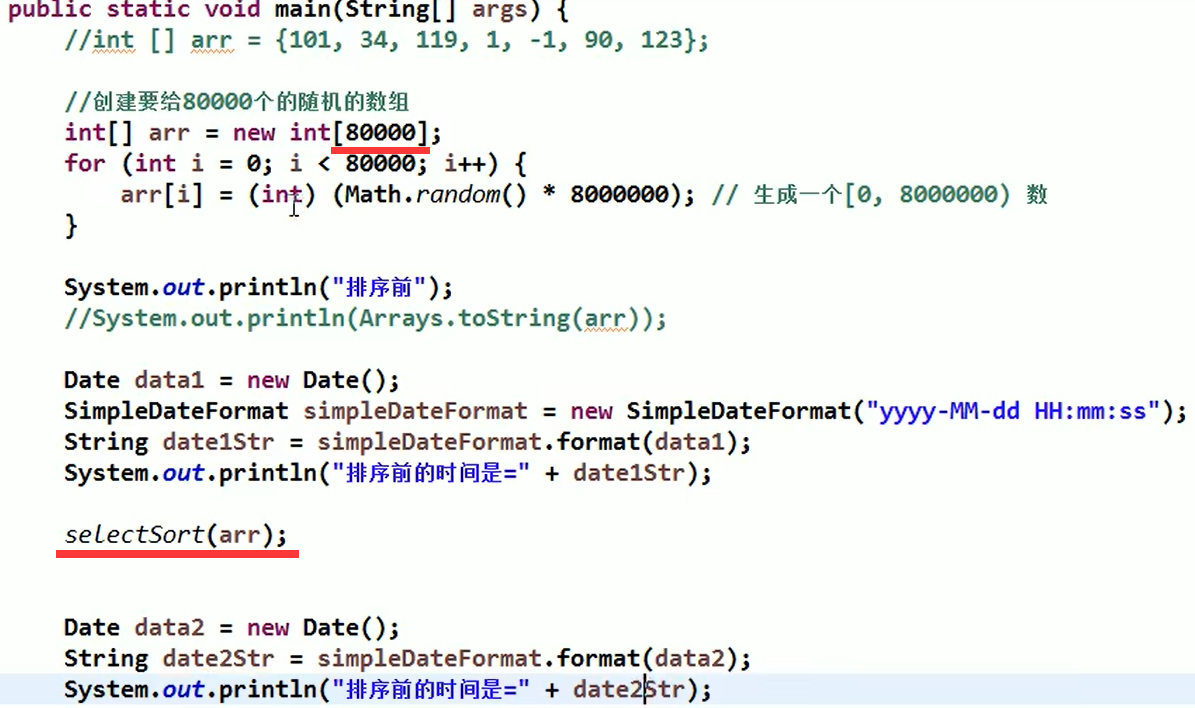 public static void main(String[] args) {
//int [] arr = {101, 34, 119, 1, -1, 90, 123};
//创建要给80000个的随机的数组
int[] arr = new int[80000];
for (int i = 0; i < 80000; i++) {
arr[i] = (int) (Math.random() * 8000000); // 生成一个[0, 8000000) 数
}
System.out.println("排序前");
//System.out.println(Arrays.toString(arr));
Date data1 = new Date();
SimpleDateFormat simpleDateFormat = new SimpleDateFormat("yyyy-MM-dd HH:mm:ss");
String date1Str = simpleDateFormat.format(data1);
System.out.println("排序前的时间是=" + date1Str);
selectSort(arr);
Date data2 = new Date();
String date2Str = simpleDateFormat.format(data2);
System.out.println("排序前的时间是=" + date2Str);